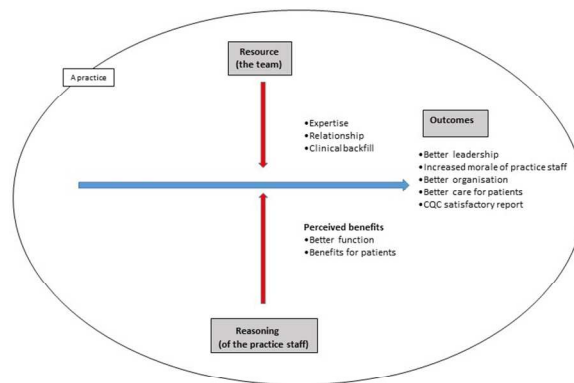 Resource
(the team)
A practice
•Expertise
•Relationship
•Clinical backfill
Outcomes
•Better leadership
•Increased morale of practice staff
•Better organisation
•Better care for patients
•CQC satisfactory report
Perceived benefits
•Better function
•Benefits for patients
Reasoning
(of the practice staff)